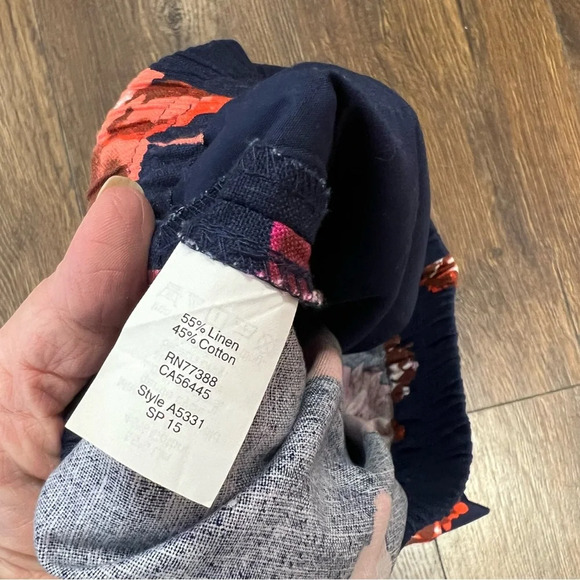 55% Linen
45% Cotton
RN77388
CA56445
Style A5331
SP 15